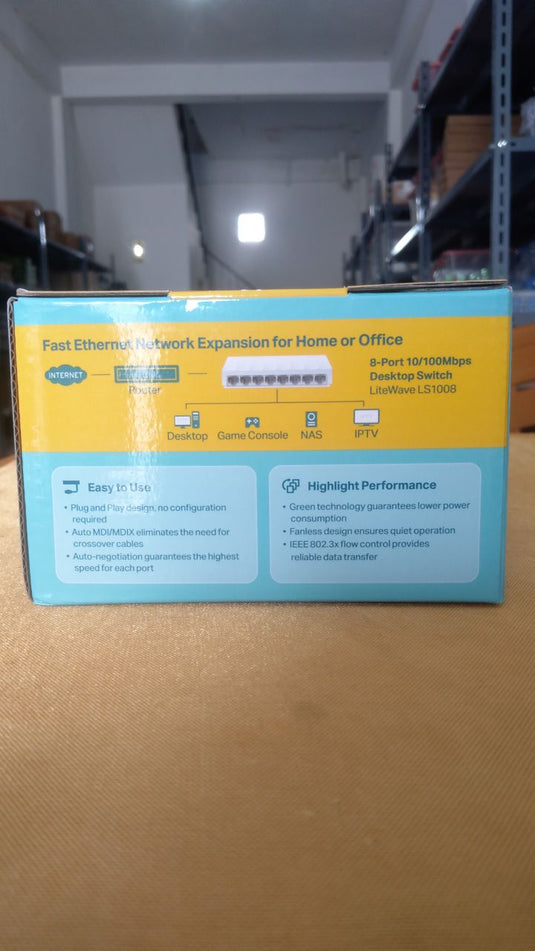 Fast Ethernet Network Expansion for Home or Office
INTERNET
Router
8-Port 10/100Mbps
Desktop Switch
LiteWave LS1008
Desktop
Game Console
NAS
IPTV
Easy to Use
• Plug and Play design, no configuration
required
• Auto MDI/MDIX eliminates the need for
crossover cables
• Auto-negotiation guarantees the highest
speed for each port
Highlight Performance
• Green technology guarantees lower power
consumption
• Fanless design ensures quiet operation
• IEEE 802.3x flow control provides
reliable data transfer